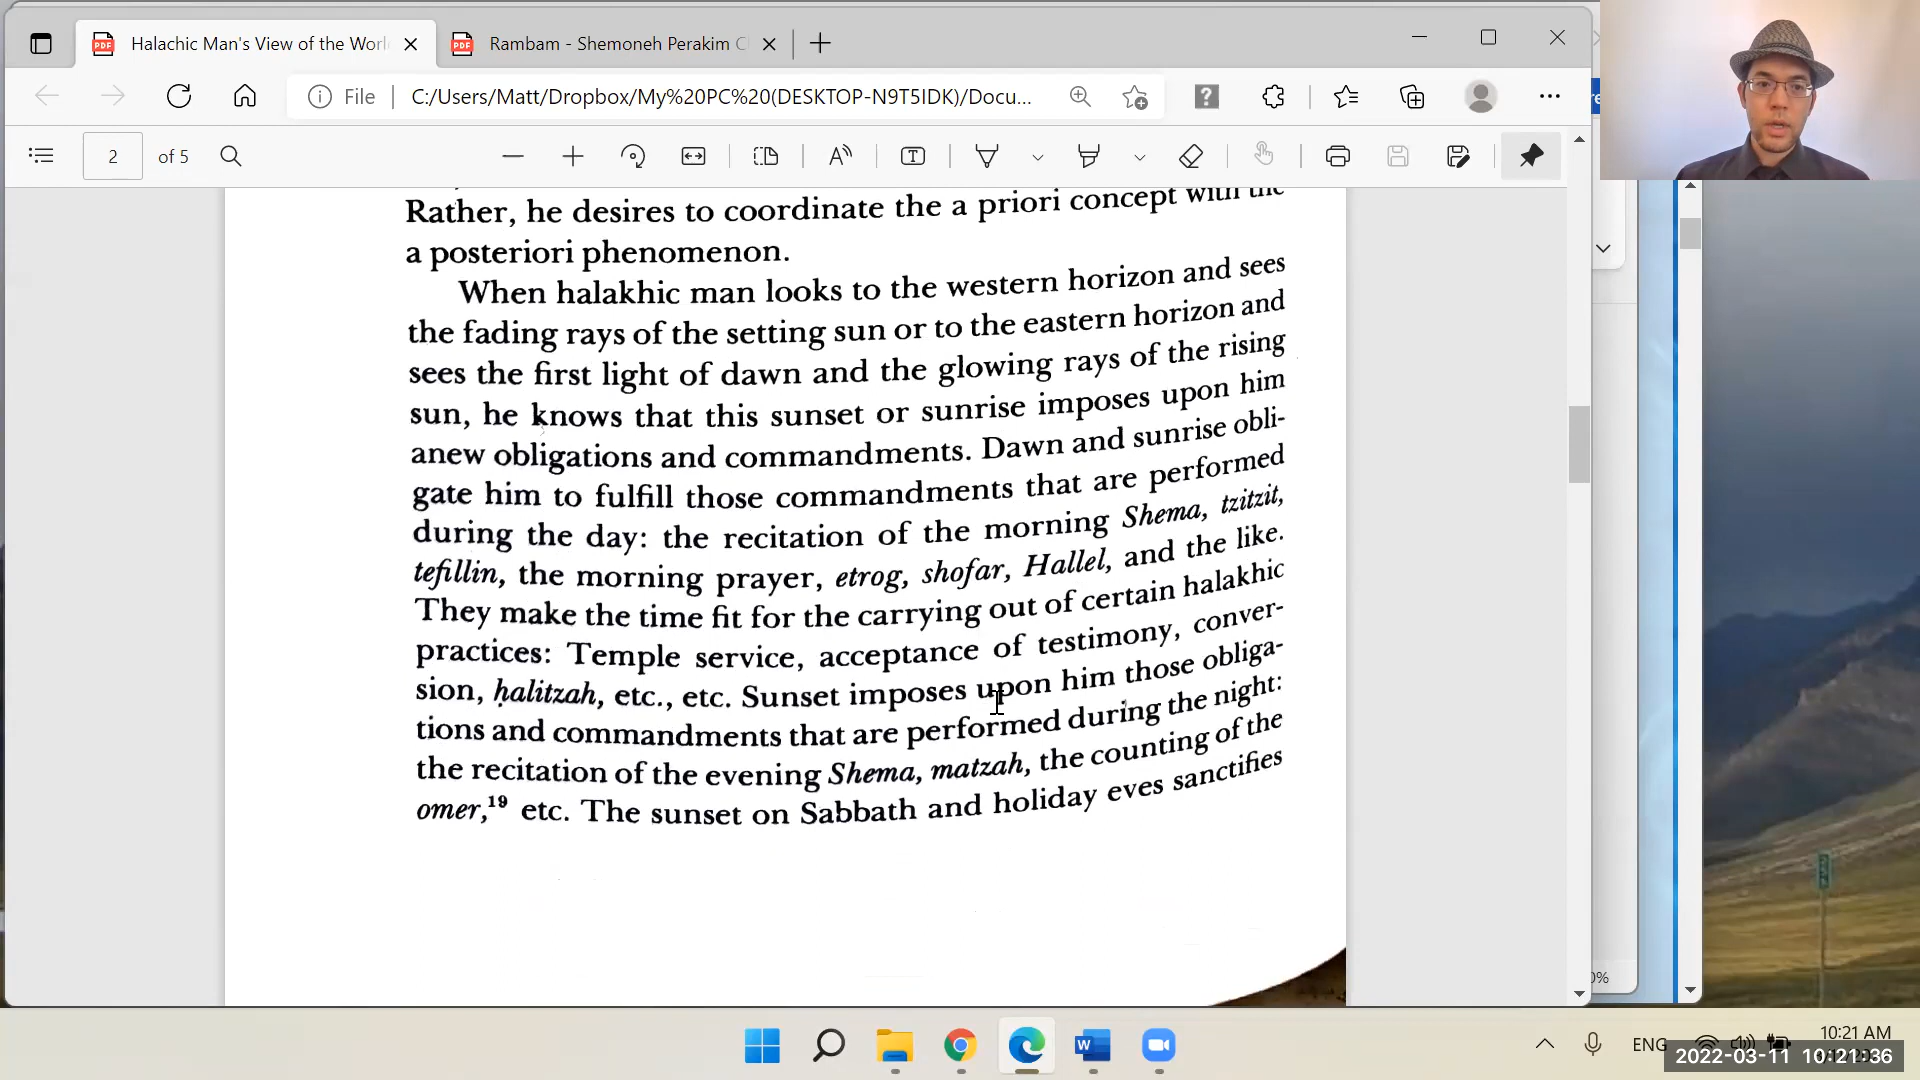 Halachic Man's View of the Worl
Rambam - Shemoneh Perakim C
File
C:/Users/Matt/Dropbox/My%20PC%20(DESKTOP-N9T5IDK)/Docu...
2
of 5
Rather, he desires to coordinate the a priori concept with the
a posteriori phenomenon.
When halakhic man looks to the western horizon and sees
the fading rays of the setting sun or to the eastern horizon and
sees the first light of dawn and the glowing rays of the rising
sun, he knows that this sunset or sunrise imposes upon him
anew obligations and commandments. Dawn and sunrise obli-
gate him to fulfill those commandments that are performed
during the day: the recitation of the morning Shema, tzitzit,
tefillin, the morning prayer, etrog, shofar, Hallel, and the like.
They make the time fit for the carrying out of certain halakhic
practices: Temple service, acceptance of testimony, conver-
sion, ḥalitzah, etc., etc. Sunset imposes upon him those obliga-
tions and commandments that are performed during the night:
the recitation of the evening Shema, matzah, the counting of the
omer,¹⁹ etc. The sunset on Sabbath and holiday eves sanctifies
0%
ENG
10:21 AM
2022-03-11 10:21:36